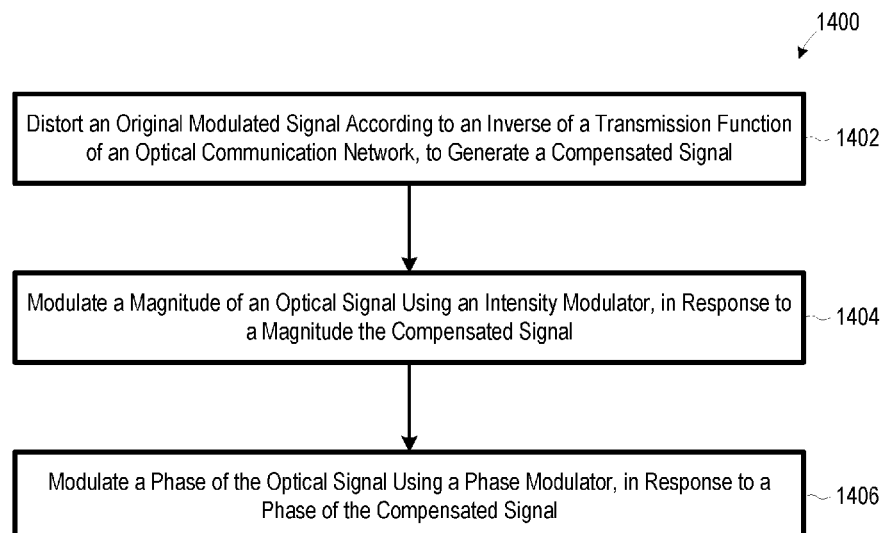 1400
Distort an Original Modulated Signal According to an Inverse of a Transmission Function
of an Optical Communication Network, to Generate a Compensated Signal
1402
Modulate a Magnitude of an Optical Signal Using an Intensity Modulator, in Response to
a Magnitude the Compensated Signal
1404
Modulate a Phase of the Optical Signal Using a Phase Modulator, in Response to a
Phase of the Compensated Signal
1406